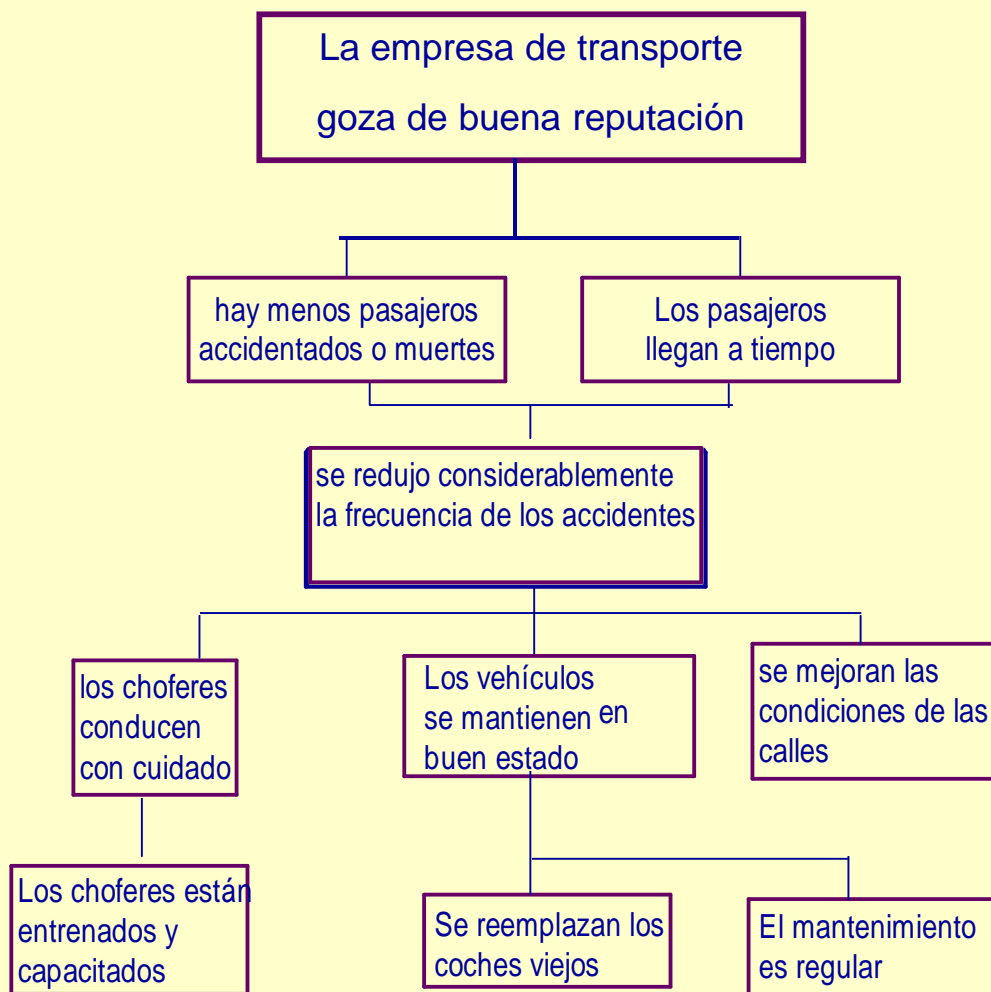 La empresa de transporte
goza de buena reputación
hay menos pasajeros
accidentados o muertes
Los pasajeros
llegan a tiempo
se redujo considerablemente
la frecuencia de los accidentes
los choferes
conducen
con cuidado
Los vehículos
se mantienen en
buen estado
se mejoran las
condiciones de las
calles
Los choferes están
entrenados y
capacitados
Se reemplazan los
coches viejos
El mantenimiento
es regular